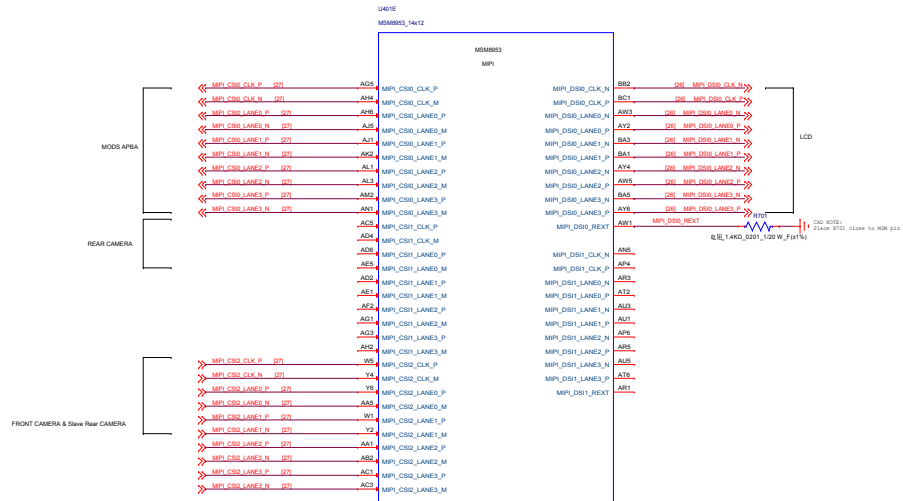 U401E
MSM8953_14x12
MSM8953
MIPI
MIPI_CSI0_CLK_P [27] AG5 MIPI_CSI0_CLK_P
MIPI_CSI0_CLK_N [27] AH4 MIPI_CSI0_CLK_M
MIPI_CSI0_LANE0_P [27] AH6 MIPI_CSI0_LANE0_P
MIPI_CSI0_LANE0_N [27] AJ5 MIPI_CSI0_LANE0_M
MIPI_CSI0_LANE1_P [27] AJ1 MIPI_CSI0_LANE1_P
MIPI_CSI0_LANE1_N [27] AK2 MIPI_CSI0_LANE1_M
MIPI_CSI0_LANE2_P [27] AL1 MIPI_CSI0_LANE2_P
MIPI_CSI0_LANE2_N [27] AL3 MIPI_CSI0_LANE2_M
MIPI_CSI0_LANE3_P [27] AM2 MIPI_CSI0_LANE3_P
MIPI_CSI0_LANE3_N [27] AN1 MIPI_CSI0_LANE3_M
MODS APBA
AC5 MIPI_CSI1_CLK_P
AD4 MIPI_CSI1_CLK_M
AD6 MIPI_CSI1_LANE0_P
AE5 MIPI_CSI1_LANE0_M
AD2 MIPI_CSI1_LANE1_P
AE1 MIPI_CSI1_LANE1_M
AF2 MIPI_CSI1_LANE2_P
AG1 MIPI_CSI1_LANE2_M
AG3 MIPI_CSI1_LANE3_P
AH2 MIPI_CSI1_LANE3_M
REAR CAMERA
MIPI_CSI2_CLK_P [27] W5 MIPI_CSI2_CLK_P
MIPI_CSI2_CLK_N [27] Y4 MIPI_CSI2_CLK_M
MIPI_CSI2_LANE0_P [27] Y6 MIPI_CSI2_LANE0_P
MIPI_CSI2_LANE0_N [27] AA5 MIPI_CSI2_LANE0_M
MIPI_CSI2_LANE1_P [27] W1 MIPI_CSI2_LANE1_P
MIPI_CSI2_LANE1_N [27] Y2 MIPI_CSI2_LANE1_M
MIPI_CSI2_LANE2_P [27] AA1 MIPI_CSI2_LANE2_P
MIPI_CSI2_LANE2_N [27] AB2 MIPI_CSI2_LANE2_M
MIPI_CSI2_LANE3_P [27] AC1 MIPI_CSI2_LANE3_P
MIPI_CSI2_LANE3_N [27] AC3 MIPI_CSI2_LANE3_M
FRONT CAMERA & Slave Rear CAMERA
MIPI_DSI0_CLK_N BB2 [26] MIPI_DSI0_CLK_N
MIPI_DSI0_CLK_P BC1 [26] MIPI_DSI0_CLK_P
MIPI_DSI0_LANE0_N AW3 [26] MIPI_DSI0_LANE0_N
MIPI_DSI0_LANE0_P AY2 [26] MIPI_DSI0_LANE0_P
MIPI_DSI0_LANE1_N BA3 [26] MIPI_DSI0_LANE1_N
MIPI_DSI0_LANE1_P BA1 [26] MIPI_DSI0_LANE1_P
MIPI_DSI0_LANE2_N AY4 [26] MIPI_DSI0_LANE2_N
MIPI_DSI0_LANE2_P AW5 [26] MIPI_DSI0_LANE2_P
MIPI_DSI0_LANE3_N BA5 [26] MIPI_DSI0_LANE3_N
MIPI_DSI0_LANE3_P AY6 [26] MIPI_DSI0_LANE3_P
LCD
MIPI_DSI0_REXT AW1 MIPI_DSI0_REXT
R701
电阻_1.4KΩ_0201_1/20 W_F(±1%)
CAD NOTE:
Place R701 close to MSM pin
MIPI_DSI1_CLK_N AN5
MIPI_DSI1_CLK_P AP4
MIPI_DSI1_LANE0_N AR3
MIPI_DSI1_LANE0_P AT2
MIPI_DSI1_LANE1_N AU3
MIPI_DSI1_LANE1_P AU1
MIPI_DSI1_LANE2_N AP6
MIPI_DSI1_LANE2_P AR5
MIPI_DSI1_LANE3_N AU5
MIPI_DSI1_LANE3_P AT6
MIPI_DSI1_REXT AR1